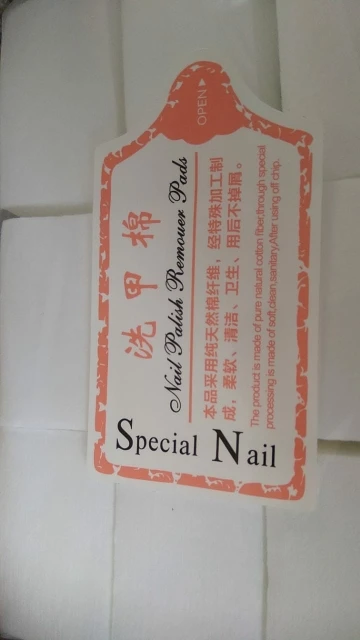 OPEN
洗甲棉
Nail Palish Remouer Pads
本品采用纯天然棉纤维，经特殊加工制
成，柔软、清洁、卫生、用后不掉屑。
The product is made of pure natural cotton fiber,through special
processing is made of soft,clean,sanitary,After using off chip.
Special Nail